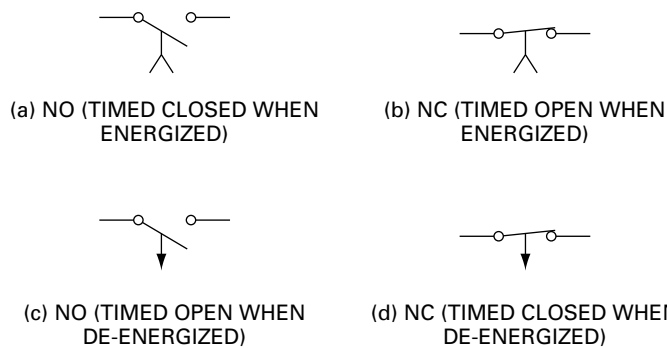 (a) NO (TIMED CLOSED WHEN
ENERGIZED)
(b) NC (TIMED OPEN WHEN
ENERGIZED)
(c) NO (TIMED OPEN WHEN
DE-ENERGIZED)
(d) NC (TIMED CLOSED WHEN
DE-ENERGIZED)